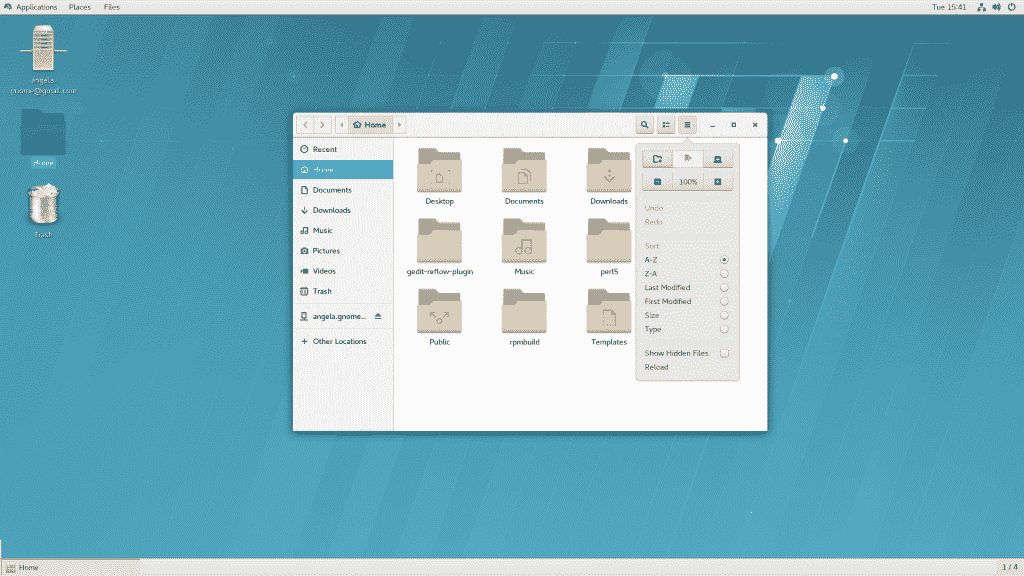 Applications Places Files Tue 15:41
angela.
gnome@gmail.com
Home
Trash
Home
Recent
Home
Documents
Downloads
Music
Pictures
Videos
Trash
angela.gnome...
Other Locations
Desktop Documents Downloads
gedit-reflow-plugin Music perl5
Public rpmbuild Templates
100%
Undo
Redo
Sort
A-Z
Z-A
Last Modified
First Modified
Size
Type
Show Hidden Files
Reload
Home 1 / 4